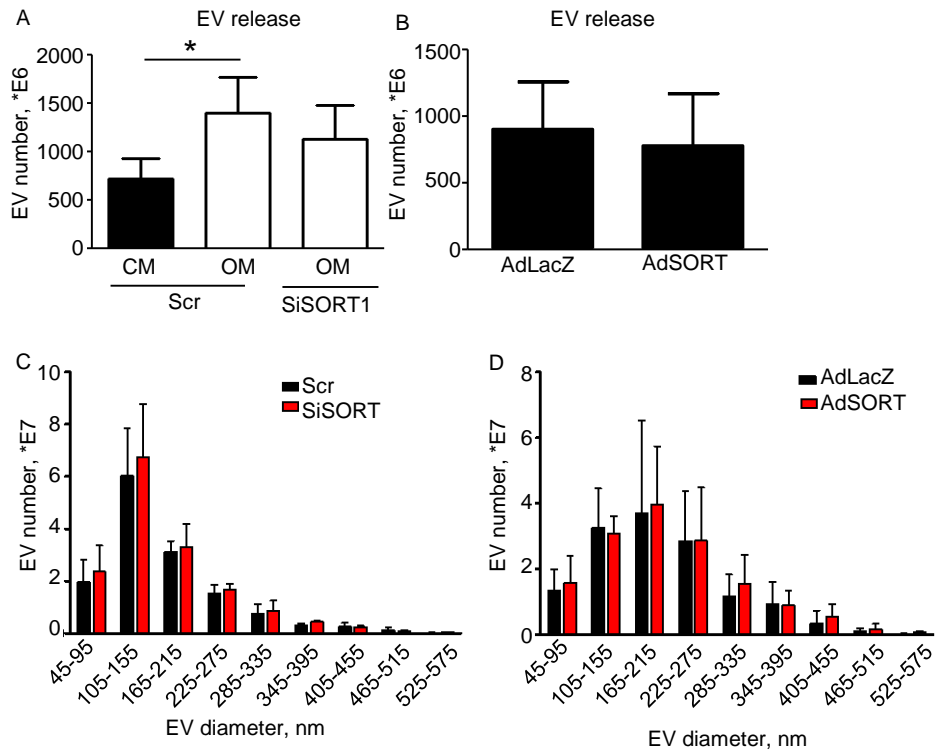 A
EV release
*
EV number, *E6
2000
1500
1000
500
0
CM
OM
OM
Scr
SiSORT1
B
EV release
EV number, *E6
1500
1000
500
0
AdLacZ
AdSORT
C
EV number, *E7
10
8
6
4
2
0
Scr
SiSORT
45-95
105-155
165-215
225-275
285-335
345-395
405-455
465-515
525-575
EV diameter, nm
D
EV number, *E7
8
6
4
2
0
AdLacZ
AdSORT
45-95
105-155
165-215
225-275
285-335
345-395
405-455
465-515
525-575
EV diameter, nm